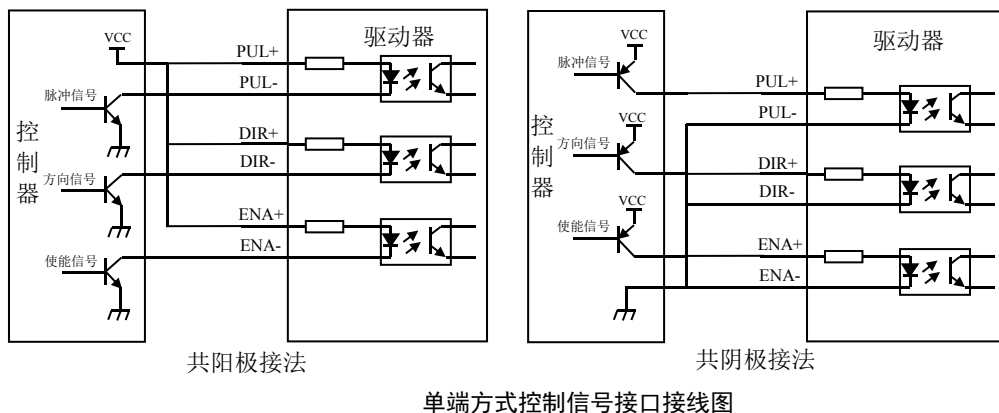 VCC
PUL+
PUL-
脉冲信号
控制器
DIR+
DIR-
方向信号
ENA+
ENA-
使能信号
驱动器
共阳极接法
VCC
脉冲信号
PUL+
PUL-
VCC
控制器
方向信号
DIR+
DIR-
VCC
使能信号
ENA+
ENA-
驱动器
共阴极接法
单端方式控制信号接口接线图